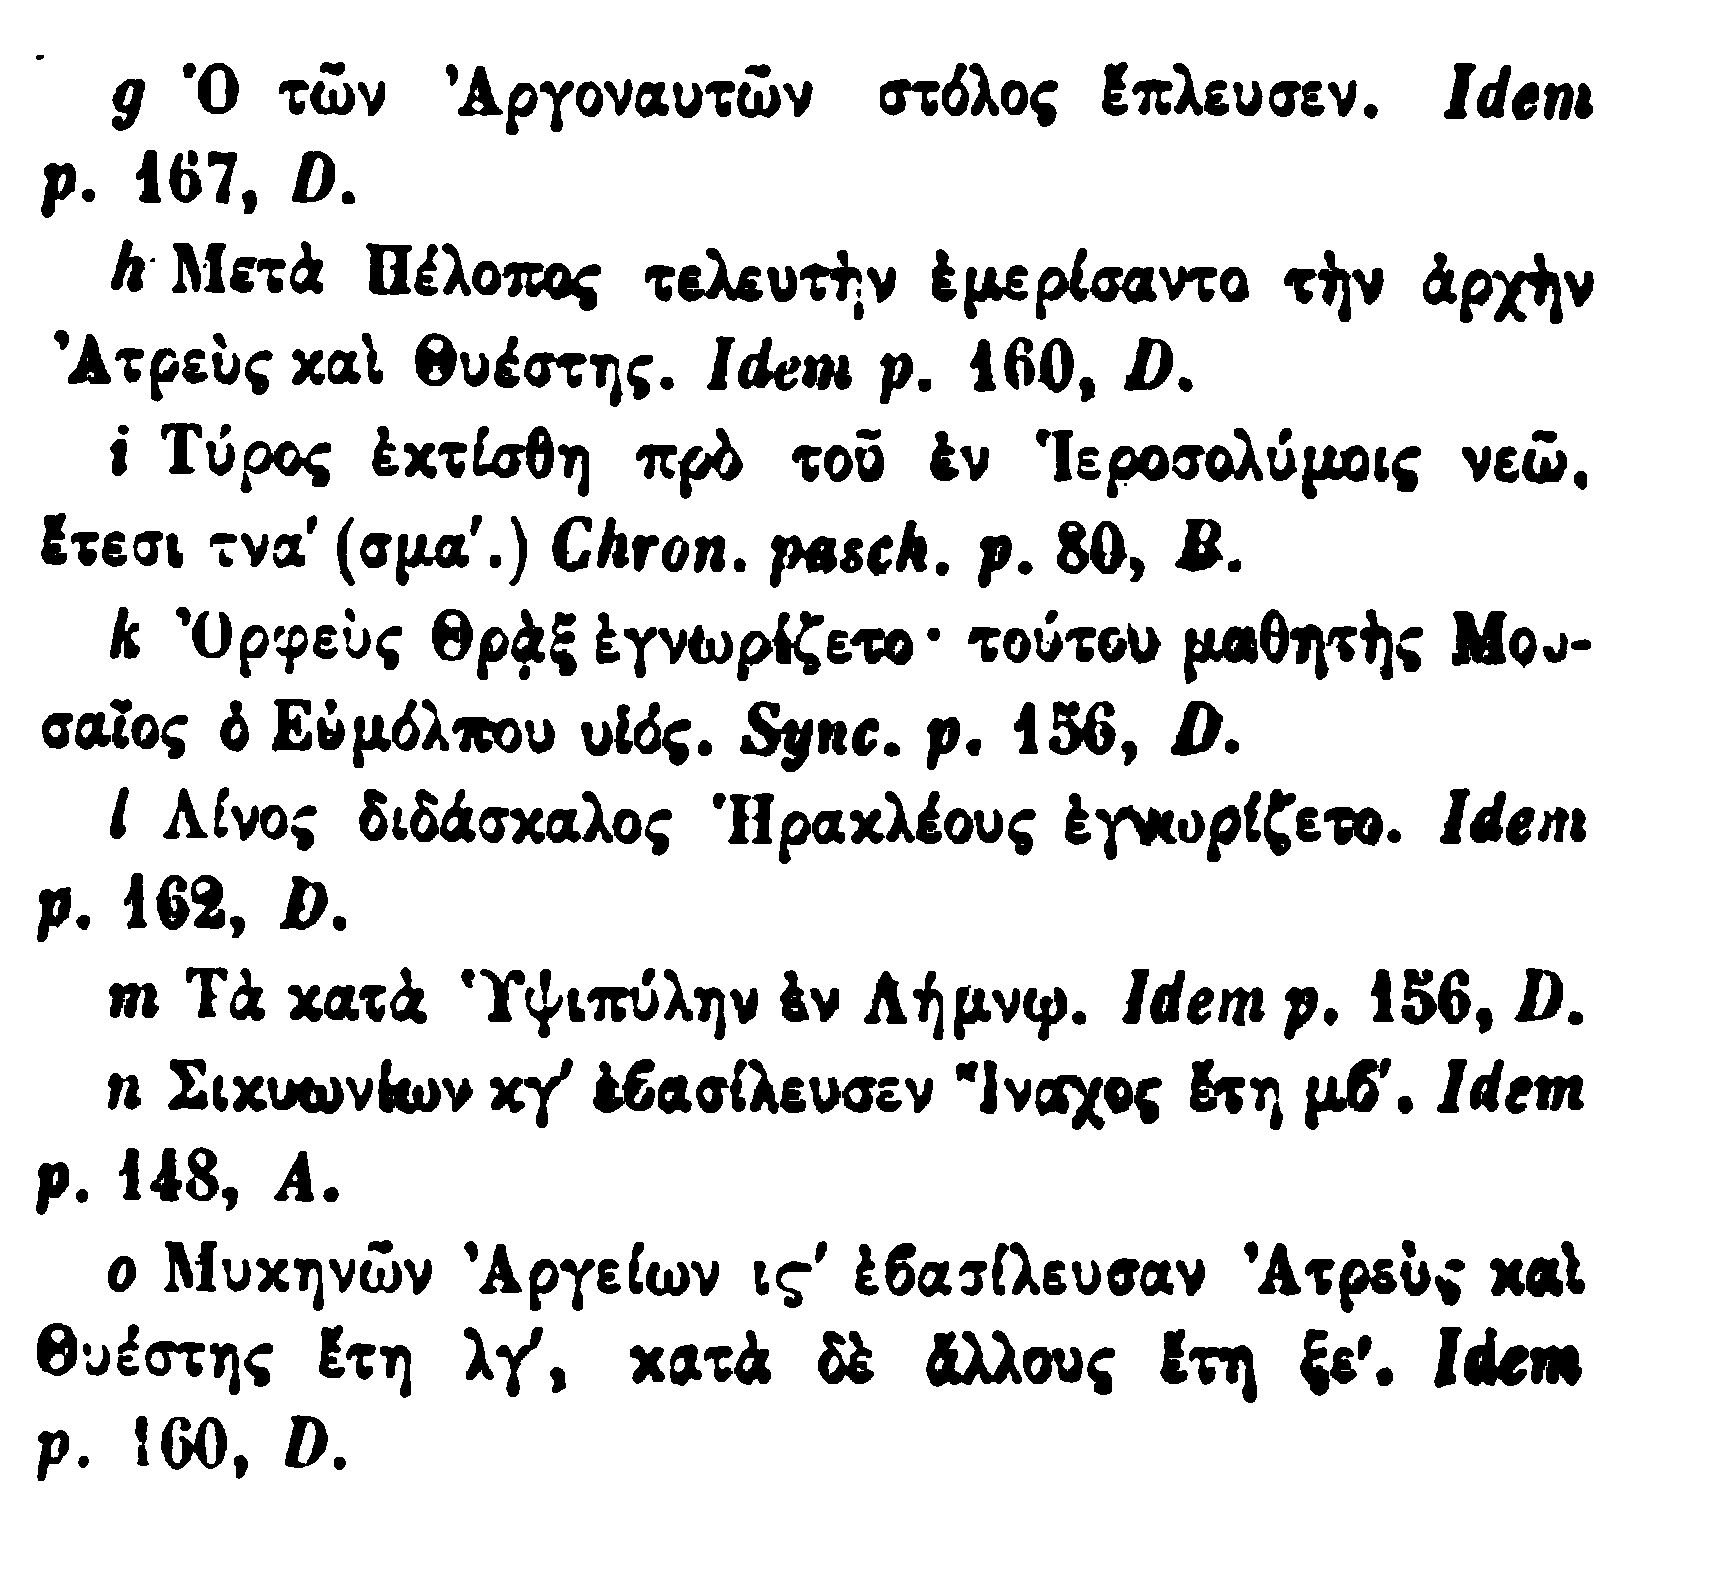 g Ὁ τῶν Ἀργοναυτῶν στόλος ἔπλευσεν. Idem
p. 167, D.
h Μετὰ Πέλοπος τελευτὴν ἐμερίσαντο τὴν ἀρχὴν
Ἀτρεὺς καὶ Θυέστης. Idem p. 160, D.
i Τύρος ἐκτίσθη πρὸ τοῦ ἐν Ἱεροσολύμοις νεῶ.
ἔτεσι τνα′ (σμα′.) Chron. pasch. p. 80, B.
k Ὀρφεὺς Θρᾲξ ἐγνωρίζετο· τούτου μαθητὴς Μου-
σαῖος ὁ Εὐμόλπου υἱός. Sync. p. 156, D.
l Λίνος διδάσκαλος Ἡρακλέους ἐγνωρίζετο. Idem
p. 162, D.
m Τὰ κατὰ Ὑψιπύλην ἐν Λήμνῳ. Idem p. 156, D.
n Σικυωνίων κγ′ ἐϐασίλευσεν Ἴναχος ἔτη μϐ′. Idem
p. 148, A.
o Μυκηνῶν Ἀργείων ις′ ἐϐασίλευσαν Ἀτρεὺς καὶ
Θυέστης ἔτη λγ′, κατὰ δὲ ἄλλους ἔτη ξε′. Idem
p. 160, D.